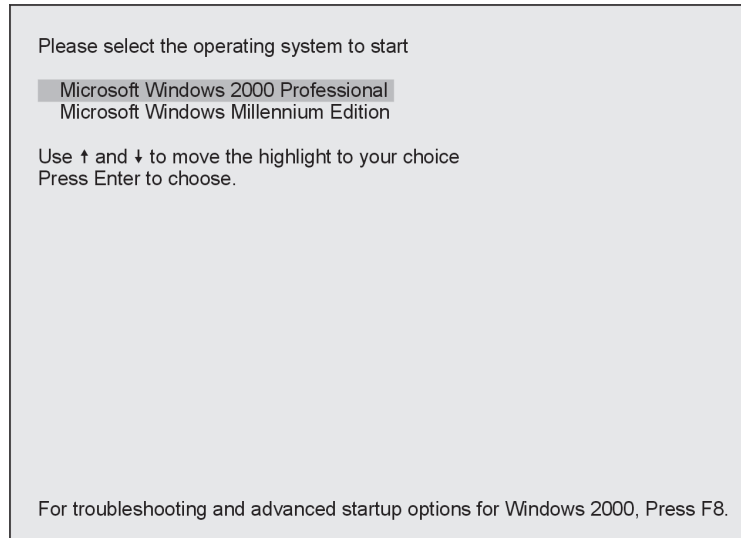 Please select the operating system to start
Microsoft Windows 2000 Professional
Microsoft Windows Millennium Edition
Use ↑ and ↓ to move the highlight to your choice
Press Enter to choose.
For troubleshooting and advanced startup options for Windows 2000, Press F8.